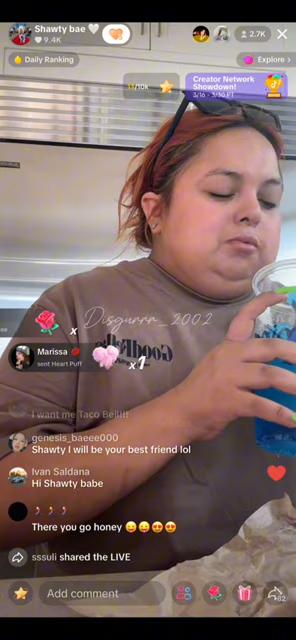 Shawty bae 🤍
9.4K
2.7K
Daily Ranking
Explore >
Creator Network
Showdown!
3/16 - 3/30 PT
x
Disgurrr_2002
Marissa
sent Heart Puff
x1
I want me Taco Bell!!!
genesis_baeee000
Shawty I will be your best friend lol
Ivan Saldana
Hi Shawty babe
There you go honey 😛😛😍😍
sssuli shared the LIVE
Add comment